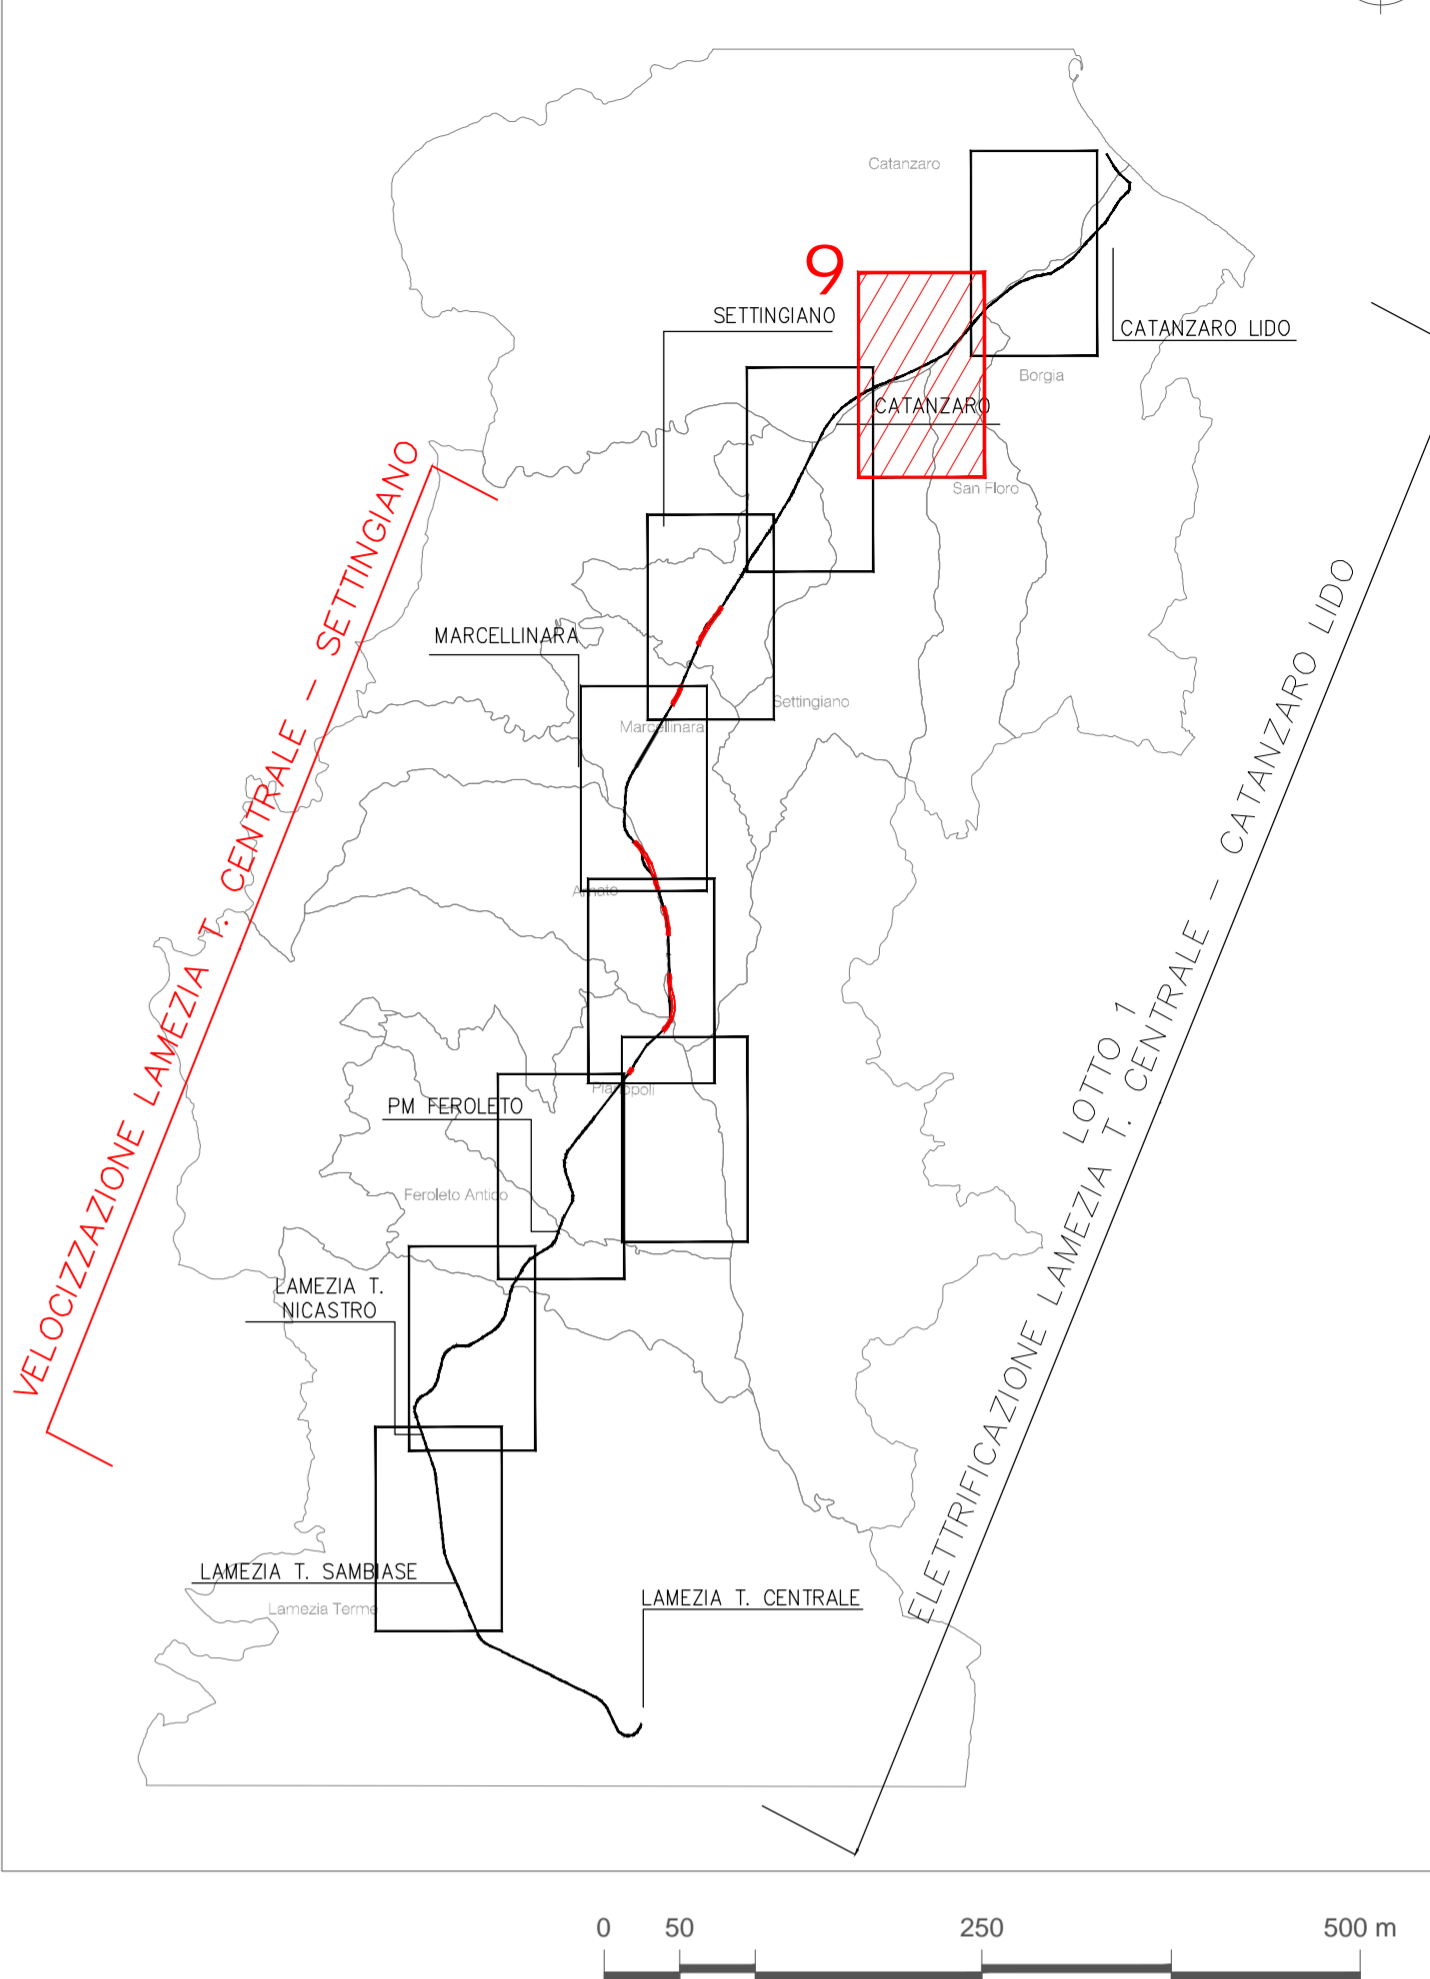 Catanzaro
9
SETTINGIANO
CATANZARO LIDO
Borgia
CATANZARO
San Floro
VELOCIZZAZIONE LAMEZIA T. CENTRALE - SETTINGIANO
MARCELLINARA
Settingiano
Marcellinara
Amato
LOTTO 1
ELETTRIFICAZIONE LAMEZIA T. CENTRALE - CATANZARO LIDO
Pianopoli
PM FEROLETO
Feroleto Antico
LAMEZIA T.
NICASTRO
LAMEZIA T. SAMBIASE
LAMEZIA T. CENTRALE
Lamezia Terme
0 50 250 500 m